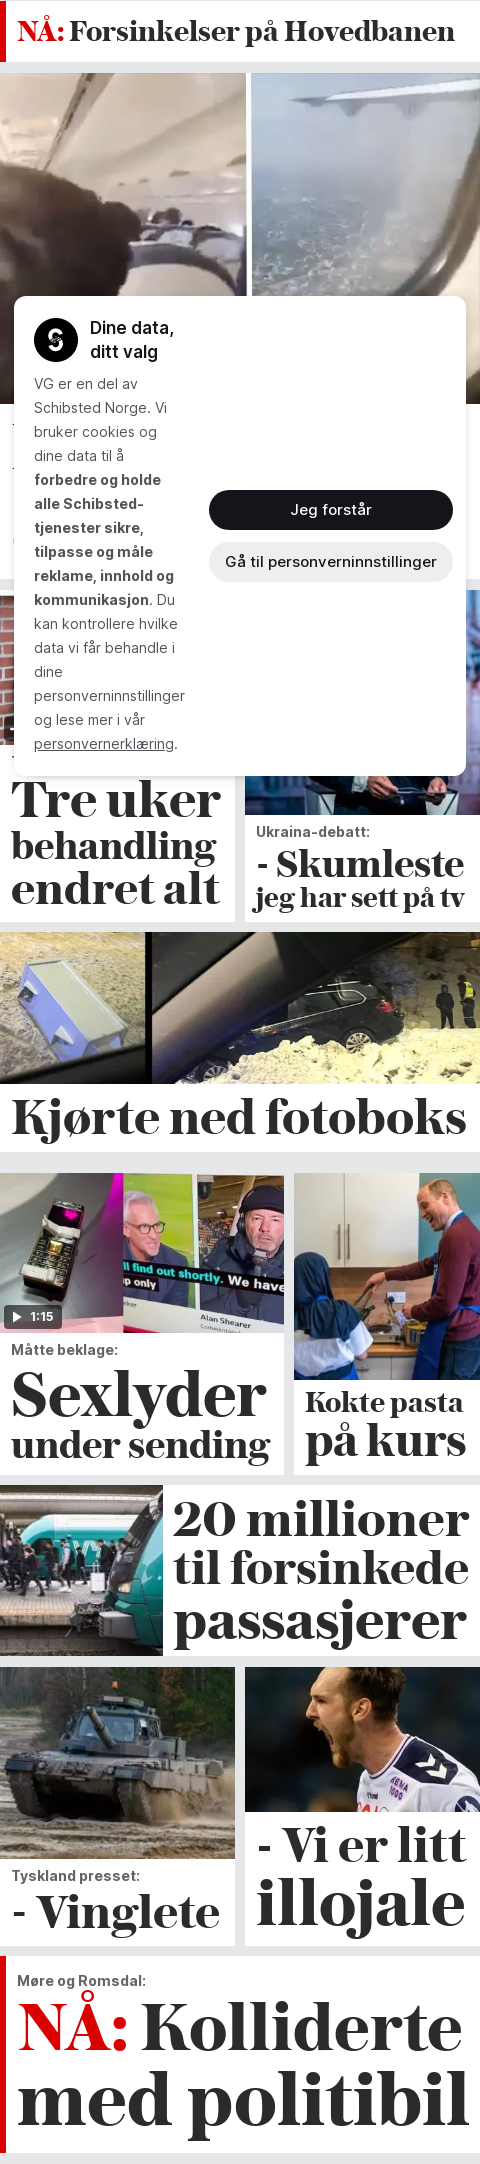 NÅ: Forsinkelser på Hovedbanen
Dine data,
ditt valg
VG er en del av
Schibsted Norge. Vi
bruker cookies og
dine data til å
forbedre og holde
alle Schibsted-
tjenester sikre,
tilpasse og måle
reklame, innhold og
kommunikasjon. Du
kan kontrollere hvilke
data vi får behandle i
dine
personverninnstillinger
og lese mer i vår
personvernerklæring.
Jeg forstår
Gå til personverninnstillinger
Tre uker
behandling
endret alt
Ukraina-debatt:
- Skumleste
jeg har sett på tv
Kjørte ned fotoboks
ll find out shortly. We have
up only
Alan Shearer
1:15
Måtte beklage:
Sexlyder
under sending
Kokte pasta
på kurs
20 millioner
til forsinkede
passasjerer
Tyskland presset:
- Vinglete
REMA
1000
- Vi er litt
illojale
Møre og Romsdal:
NÅ: Kolliderte
med politibil